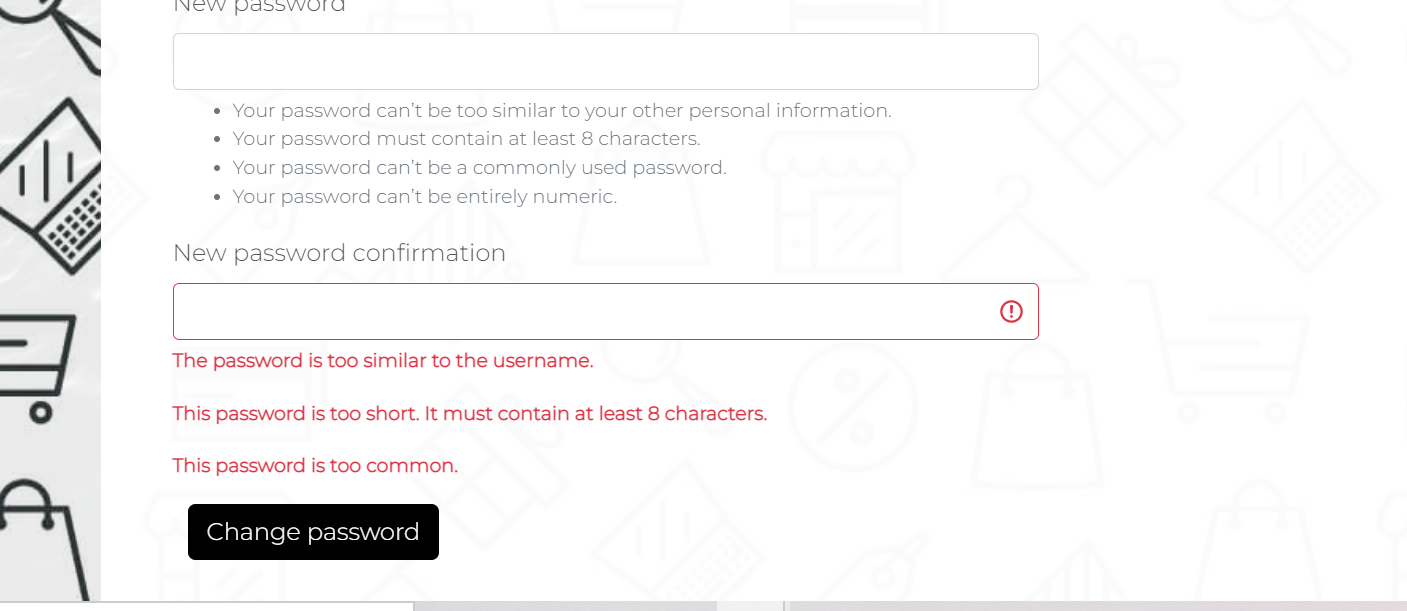 New password
Your password can't be too similar to your other personal information.
Your password must contain at least 8 characters.
Your password can't be a commonly used password.
Your password can't be entirely numeric.
New password confirmation
The password is too similar to the username.
This password is too short. It must contain at least 8 characters.
This password is too common.
Change password